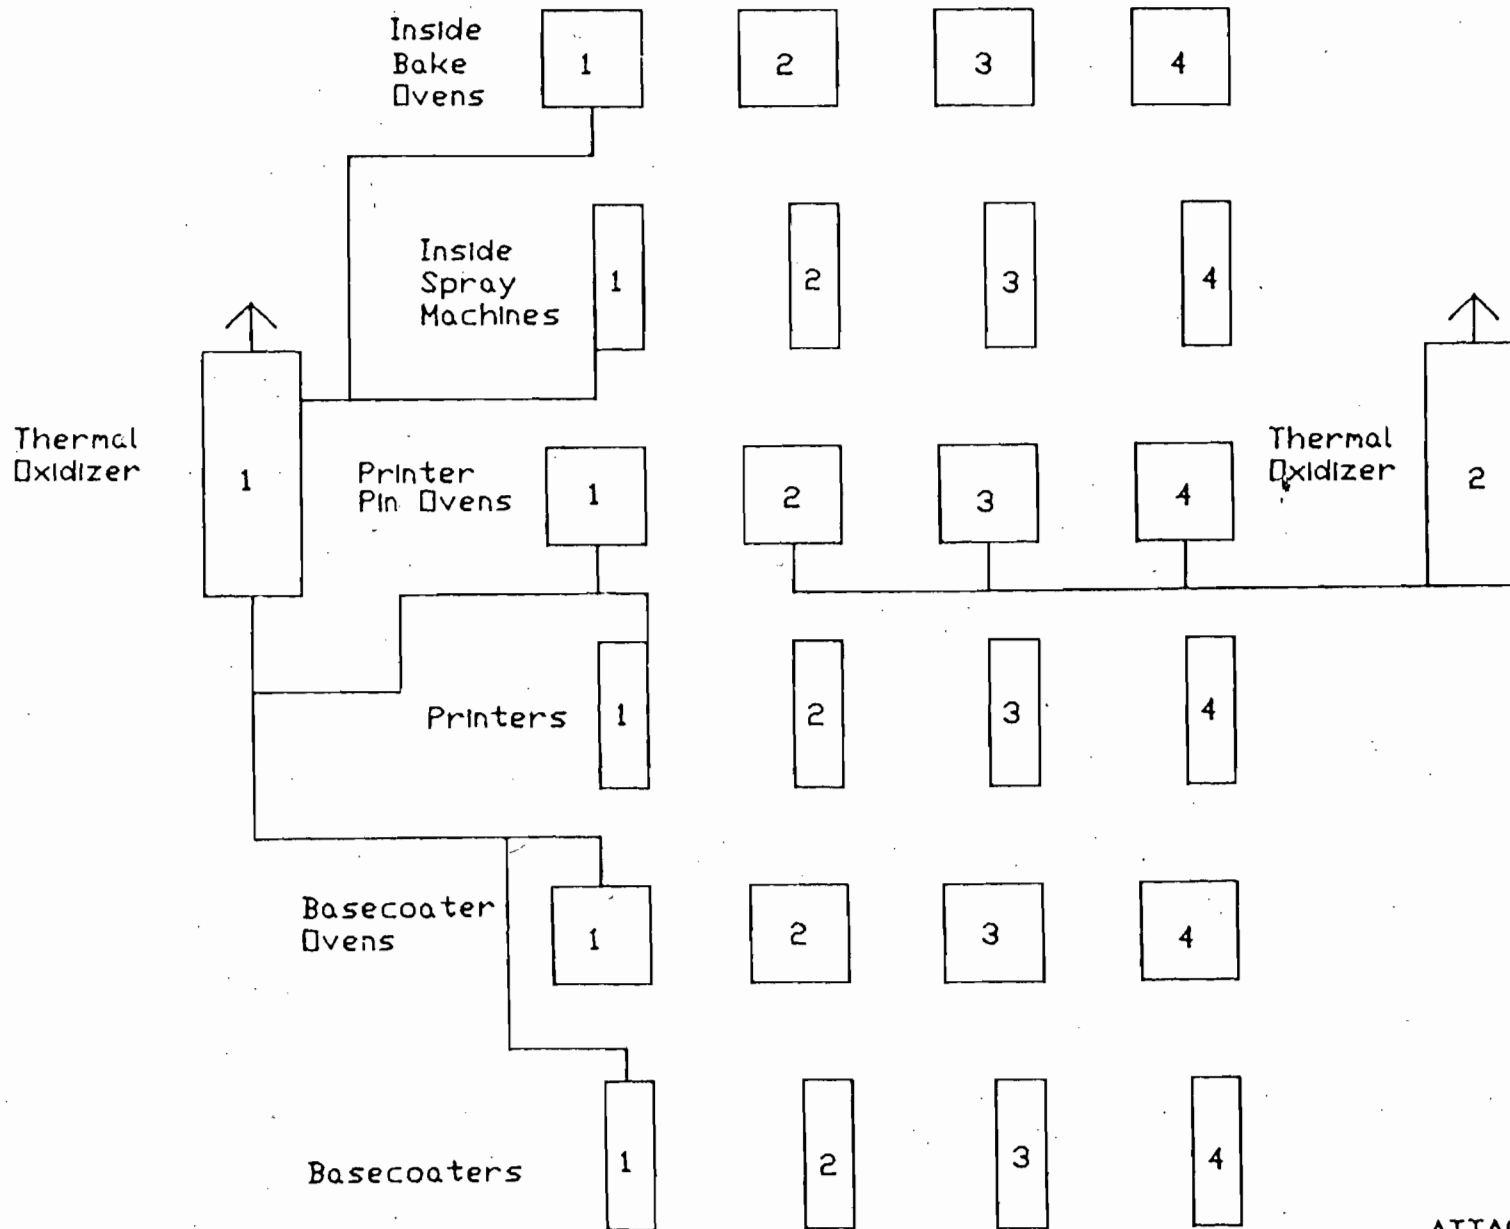 Inside
Bake
Ovens
1 2 3 4
Inside
Spray
Machines
1 2 3 4
Thermal
Oxidizer
1
Printer
Pin Ovens
1 2 3 4
Thermal
Oxidizer
2
Printers
1 2 3 4
Basecoater
Ovens
1 2 3 4
Basecoaters
1 2 3 4